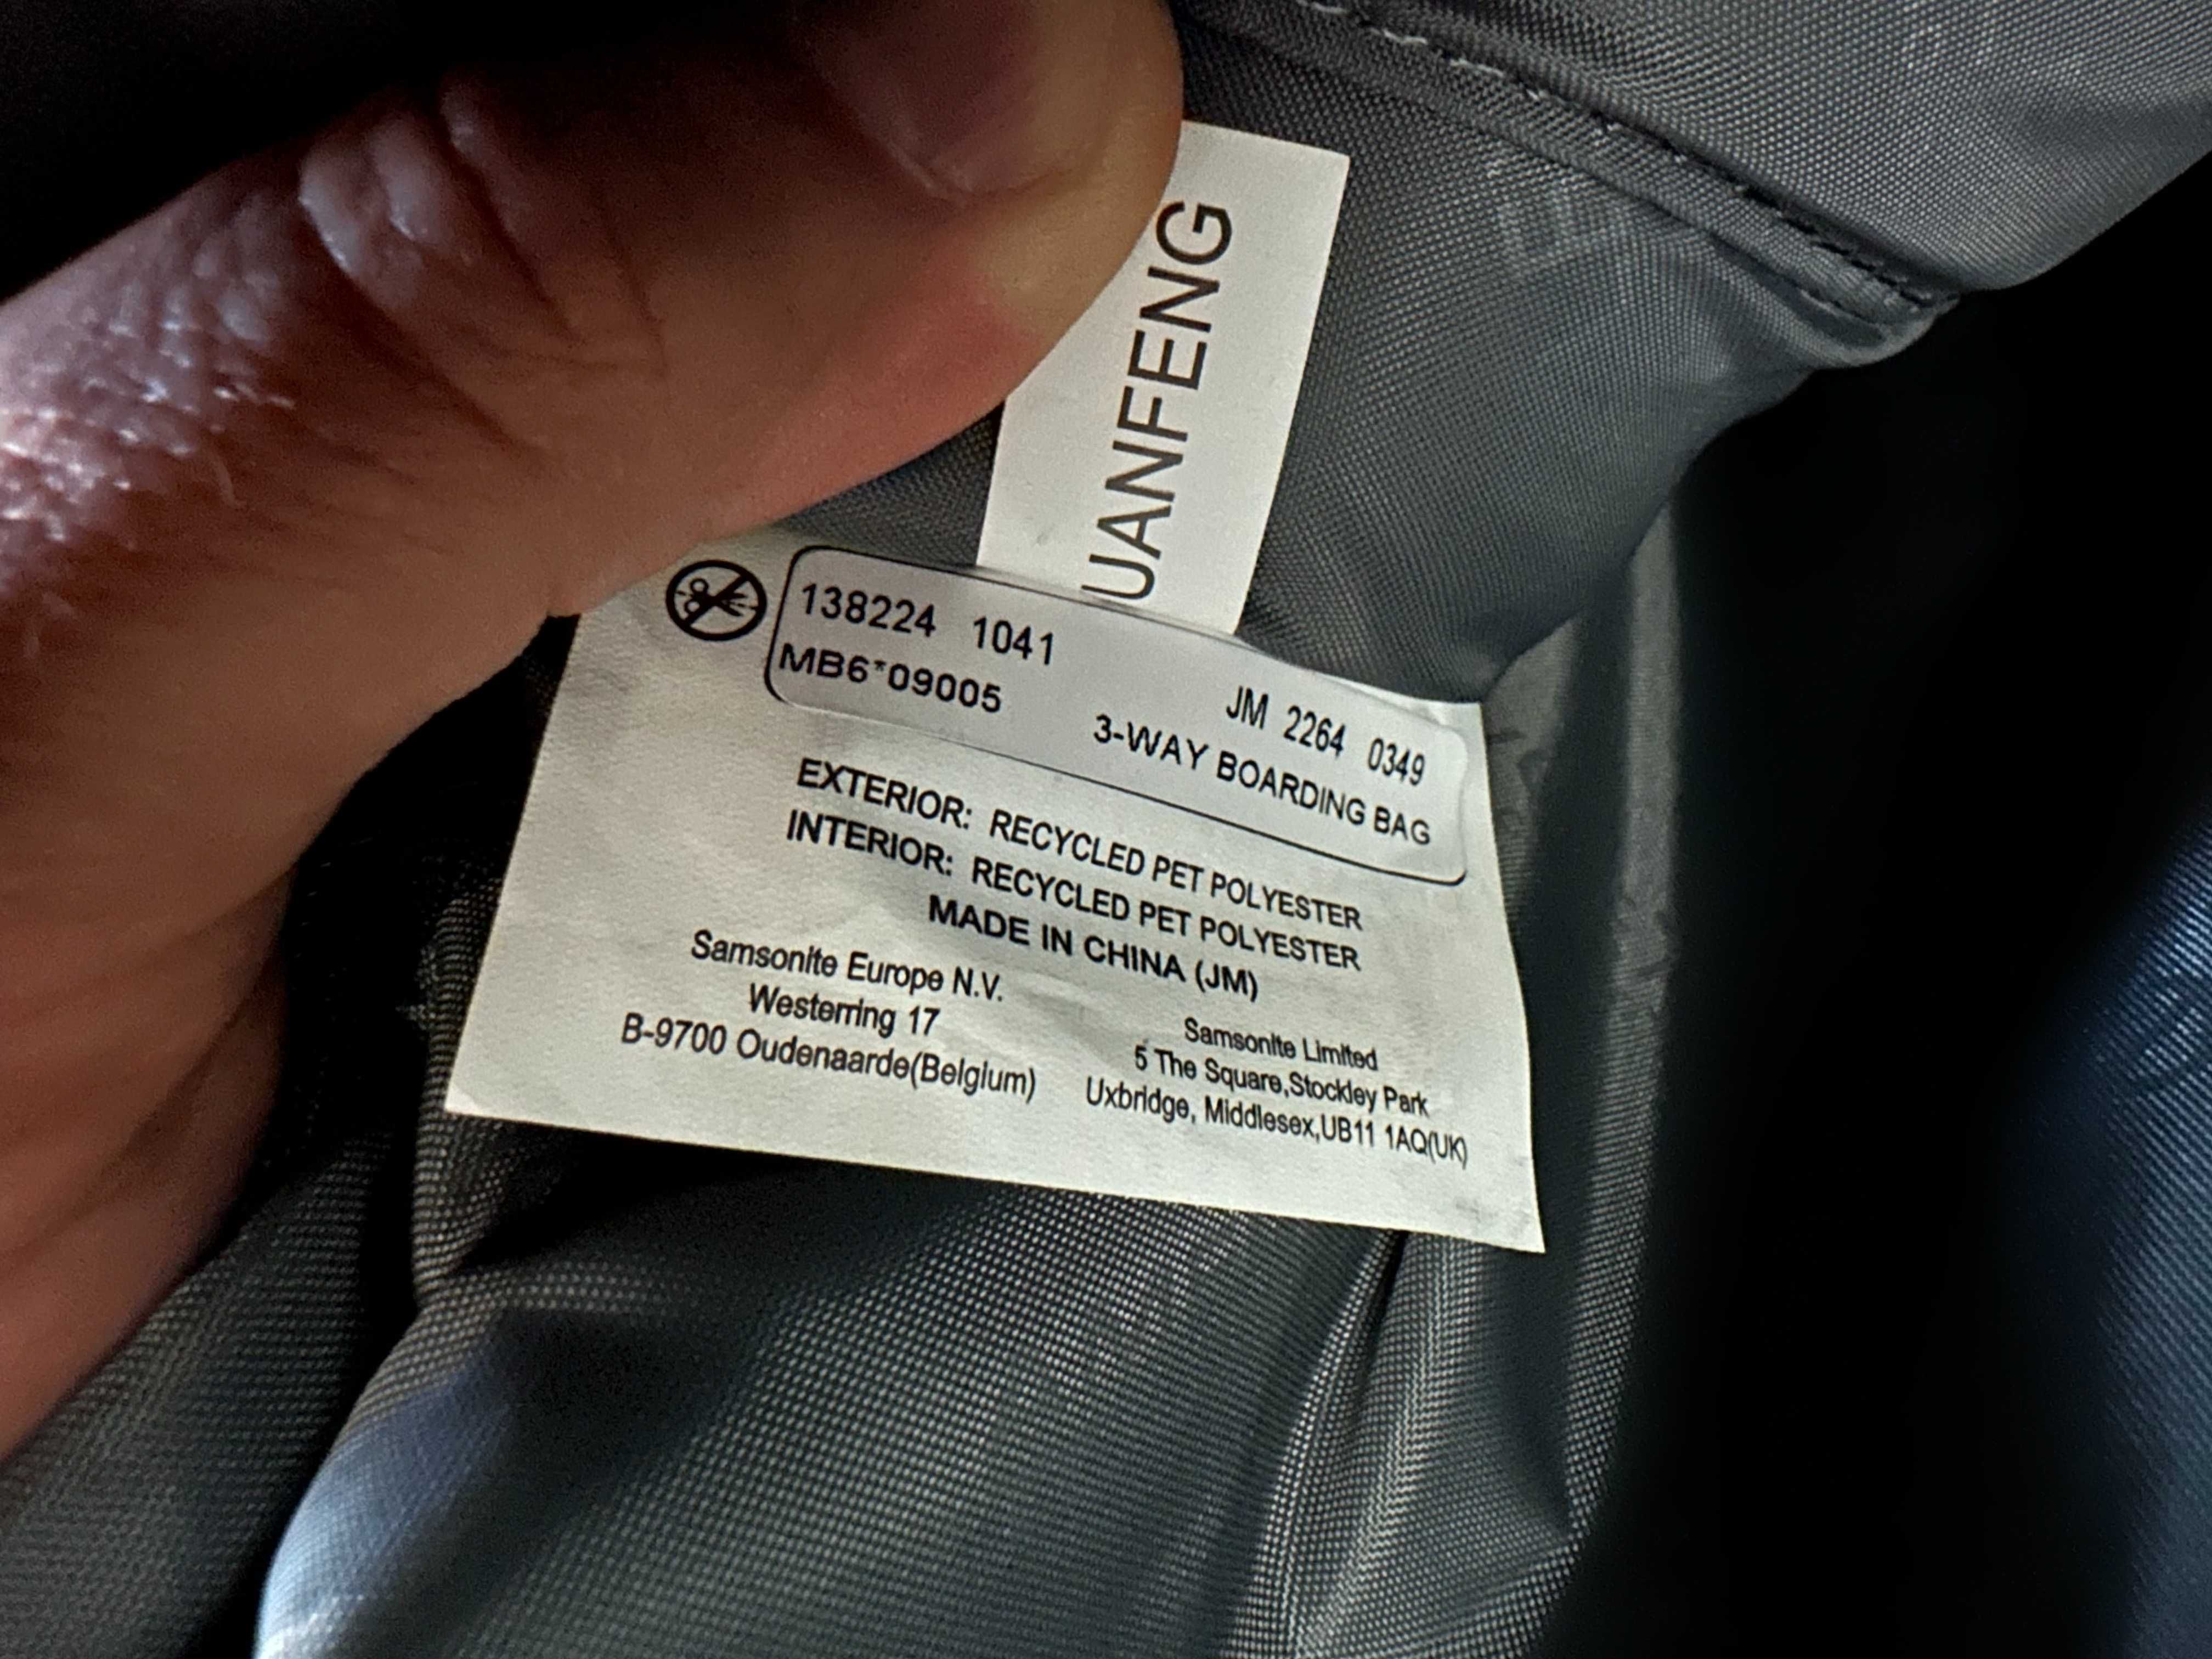 UANFENG
138224 1041
JM 2264 0349
MB6*09005
3-WAY BOARDING BAG
EXTERIOR: RECYCLED PET POLYESTER
INTERIOR: RECYCLED PET POLYESTER
MADE IN CHINA (JM)
Samsonite Europe N.V.
Westerring 17
B-9700 Oudenaarde(Belgium)
Samsonite Limited
5 The Square,Stockley Park
Uxbridge, Middlesex,UB11 1AQ(UK)